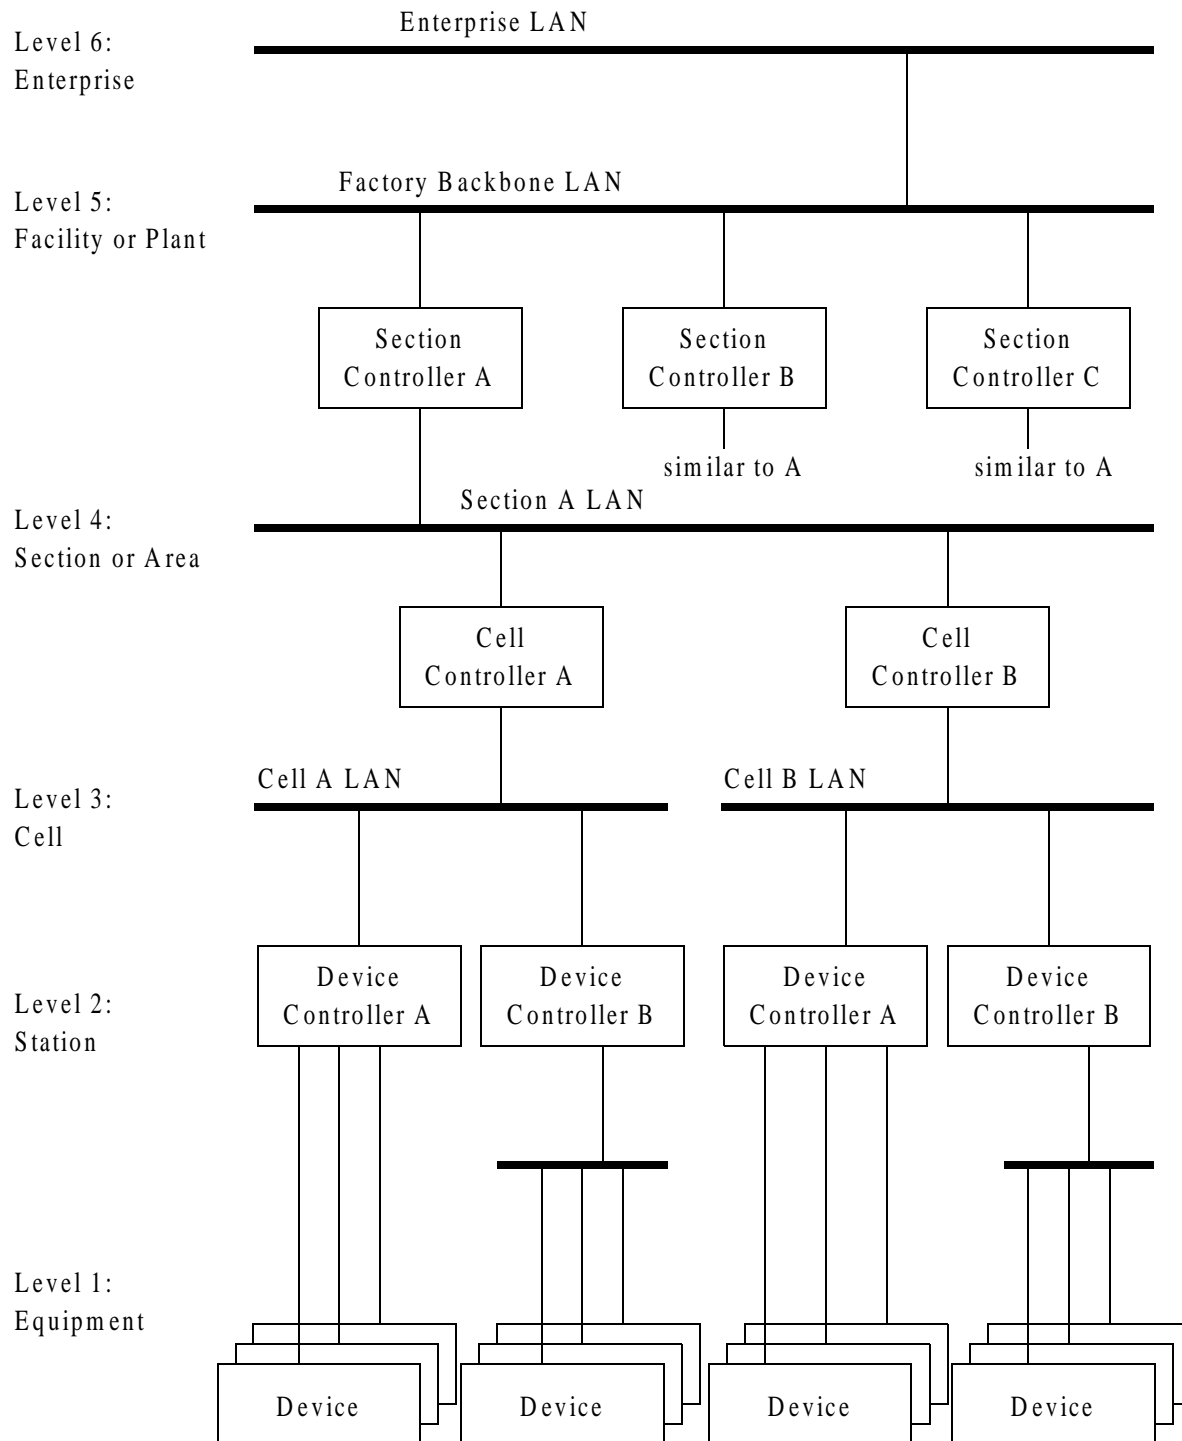 Enterprise LAN
Level 6:
Enterprise
Factory Backbone LAN
Level 5:
Facility or Plant
Section
Controller A
Section
Controller B
Section
Controller C
similar to A
similar to A
Section A LAN
Level 4:
Section or Area
Cell
Controller A
Cell
Controller B
Cell A LAN
Cell B LAN
Level 3:
Cell
Device
Controller A
Device
Controller B
Device
Controller A
Device
Controller B
Level 2:
Station
Level 1:
Equipment
Device
Device
Device
Device